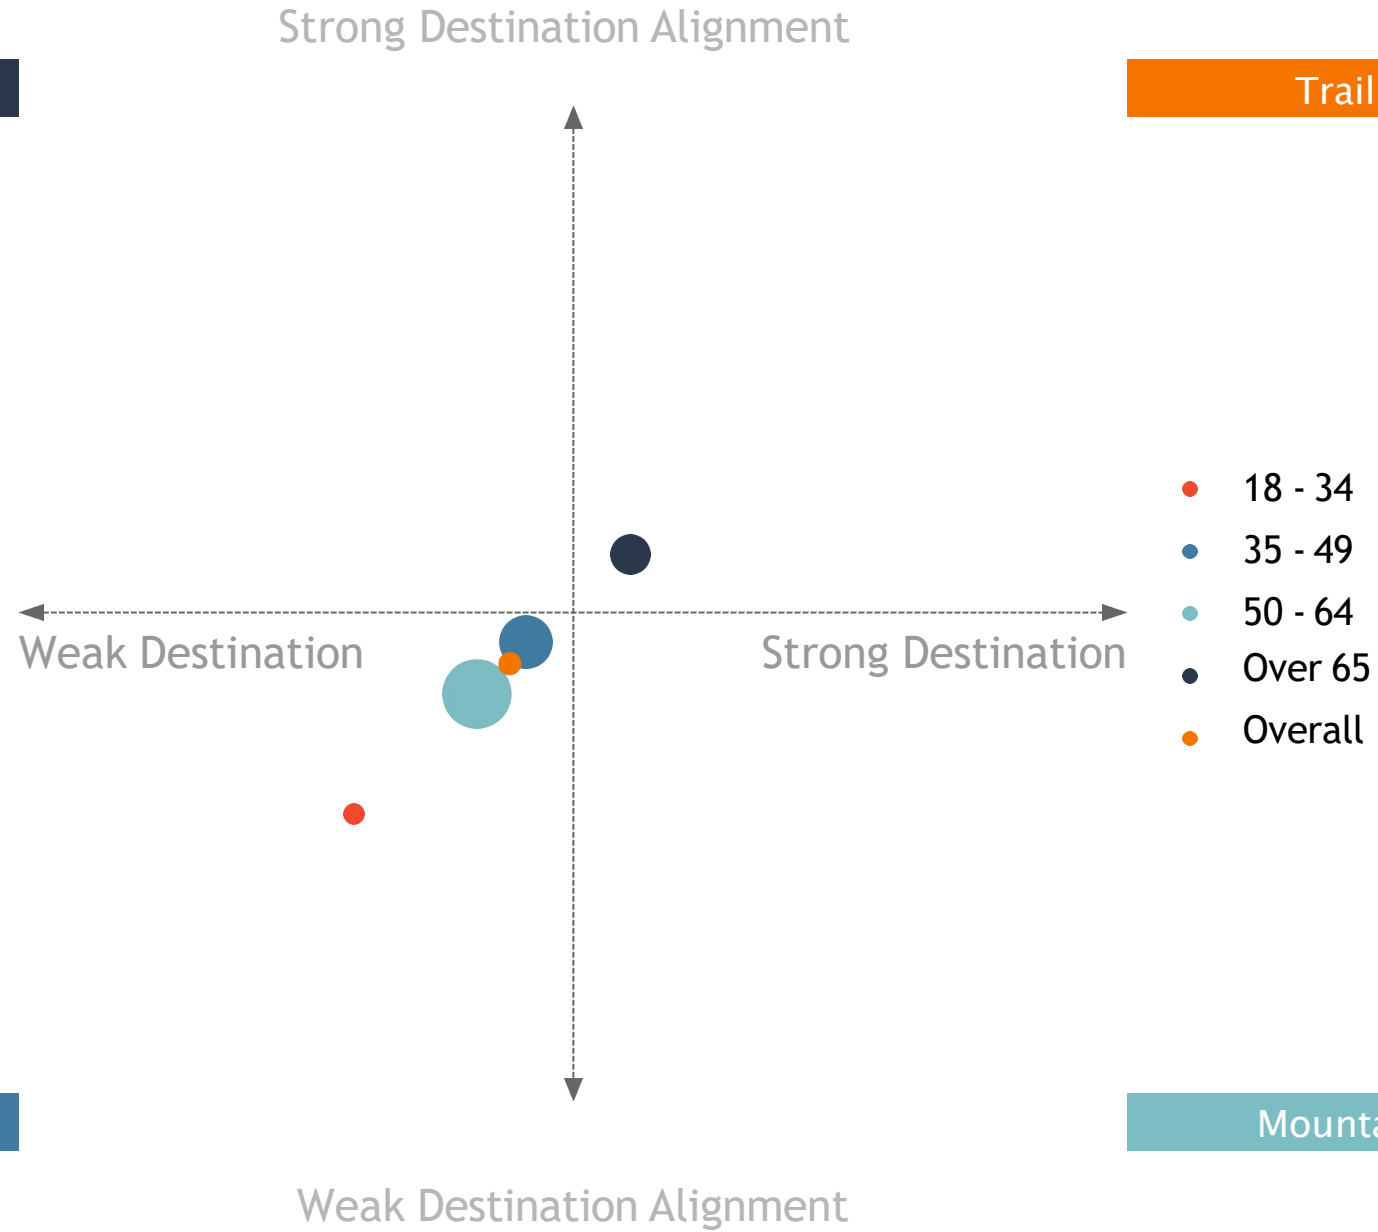 Strong Destination Alignment
Trail
Weak Destination
Strong Destination
18 - 34
35 - 49
50 - 64
Over 65
Overall
Weak Destination Alignment